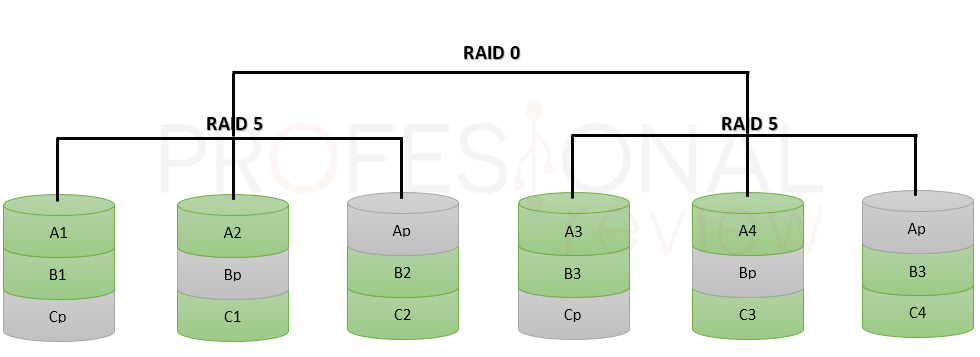 RAID 0
RAID 5 RAID 5
PROFESIONAL
review
A1 A2 Ap A3 A4 Ap
B1 Bp B2 B3 Bp B3
Cp C1 C2 Cp C3 C4